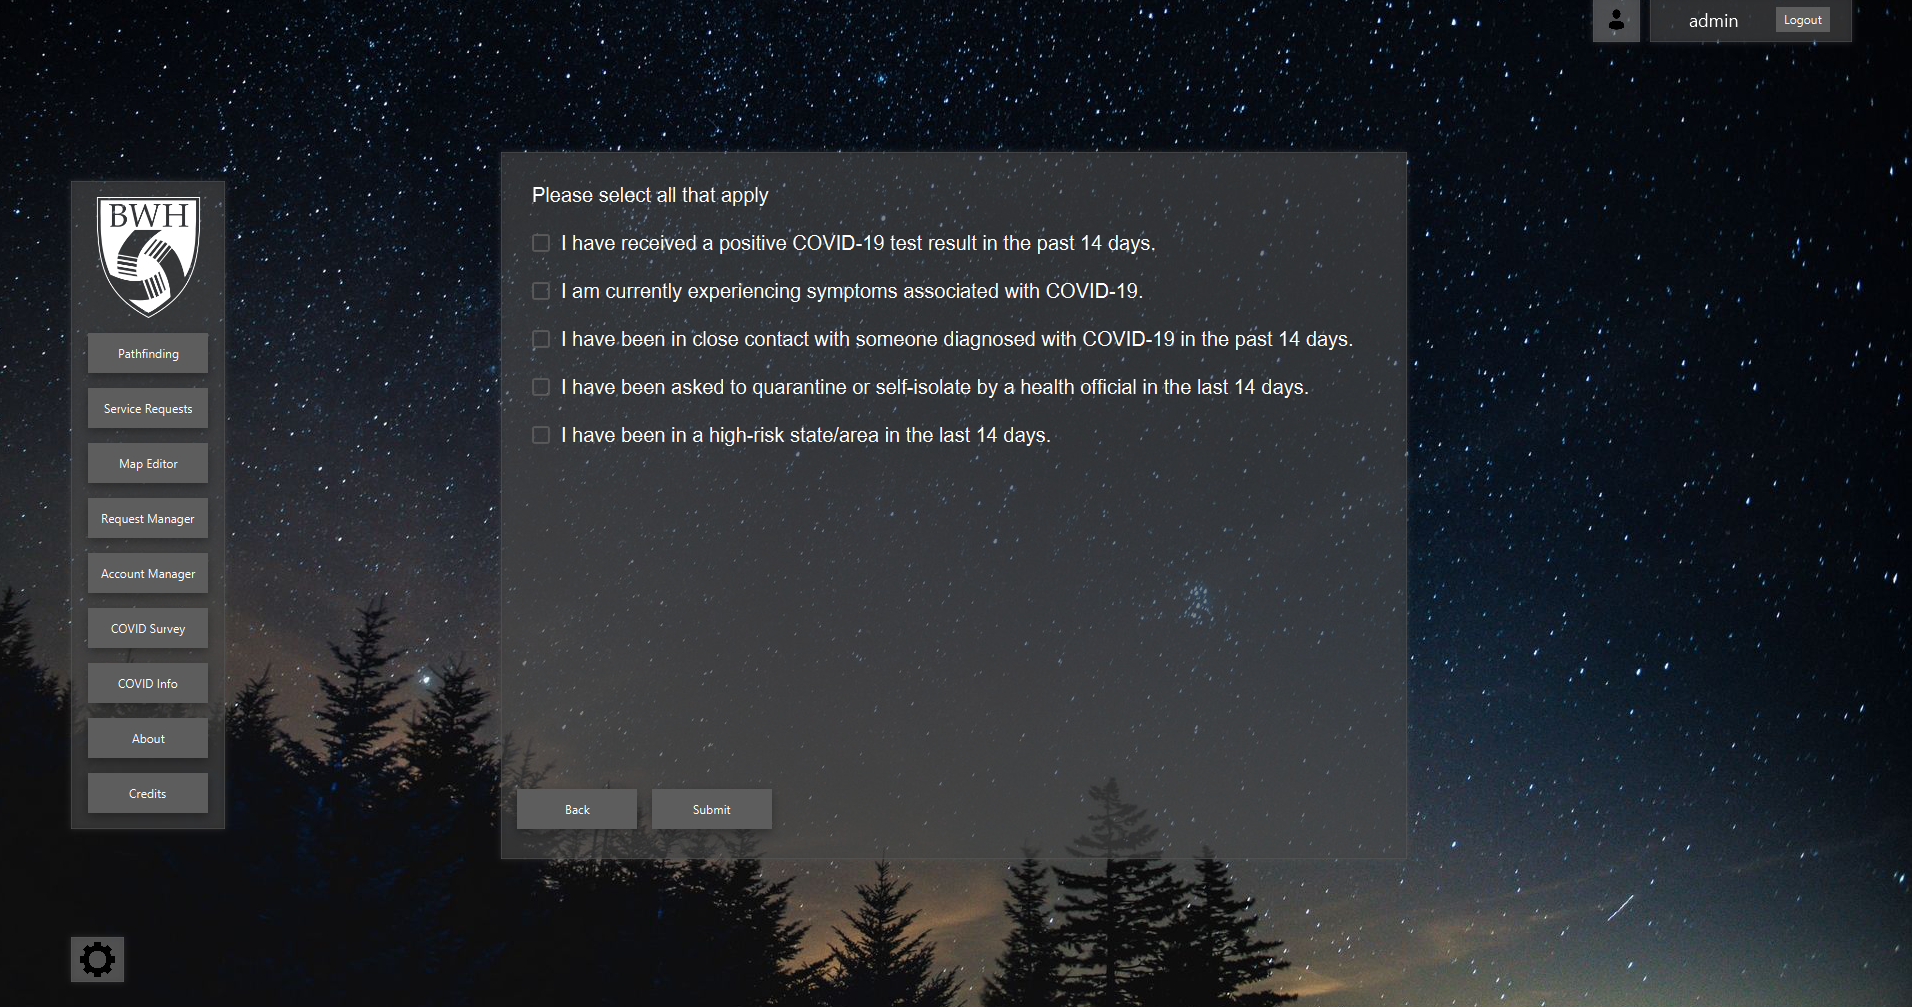 admin
Logout
BWH
Pathfinding
Service Requests
Map Editor
Request Manager
Account Manager
COVID Survey
COVID Info
About
Credits
Please select all that apply
I have received a positive COVID-19 test result in the past 14 days.
I am currently experiencing symptoms associated with COVID-19.
I have been in close contact with someone diagnosed with COVID-19 in the past 14 days.
I have been asked to quarantine or self-isolate by a health official in the last 14 days.
I have been in a high-risk state/area in the last 14 days.
Back
Submit